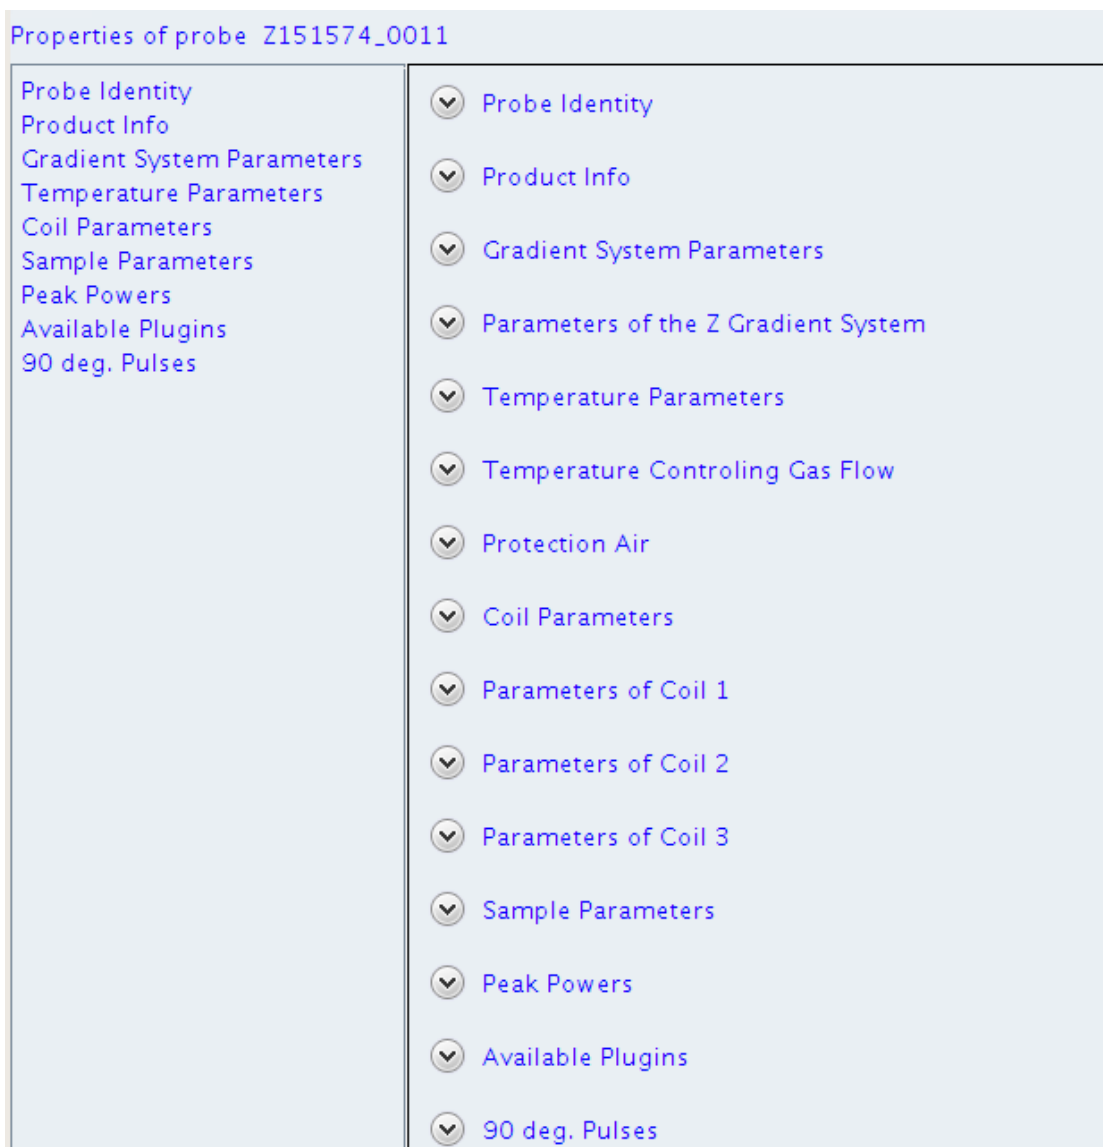 Properties of probe Z151574_0011
Probe Identity
Product Info
Gradient System Parameters
Temperature Parameters
Coil Parameters
Sample Parameters
Peak Powers
Available Plugins
90 deg. Pulses
Probe Identity
Product Info
Gradient System Parameters
Parameters of the Z Gradient System
Temperature Parameters
Temperature Controling Gas Flow
Protection Air
Coil Parameters
Parameters of Coil 1
Parameters of Coil 2
Parameters of Coil 3
Sample Parameters
Peak Powers
Available Plugins
90 deg. Pulses